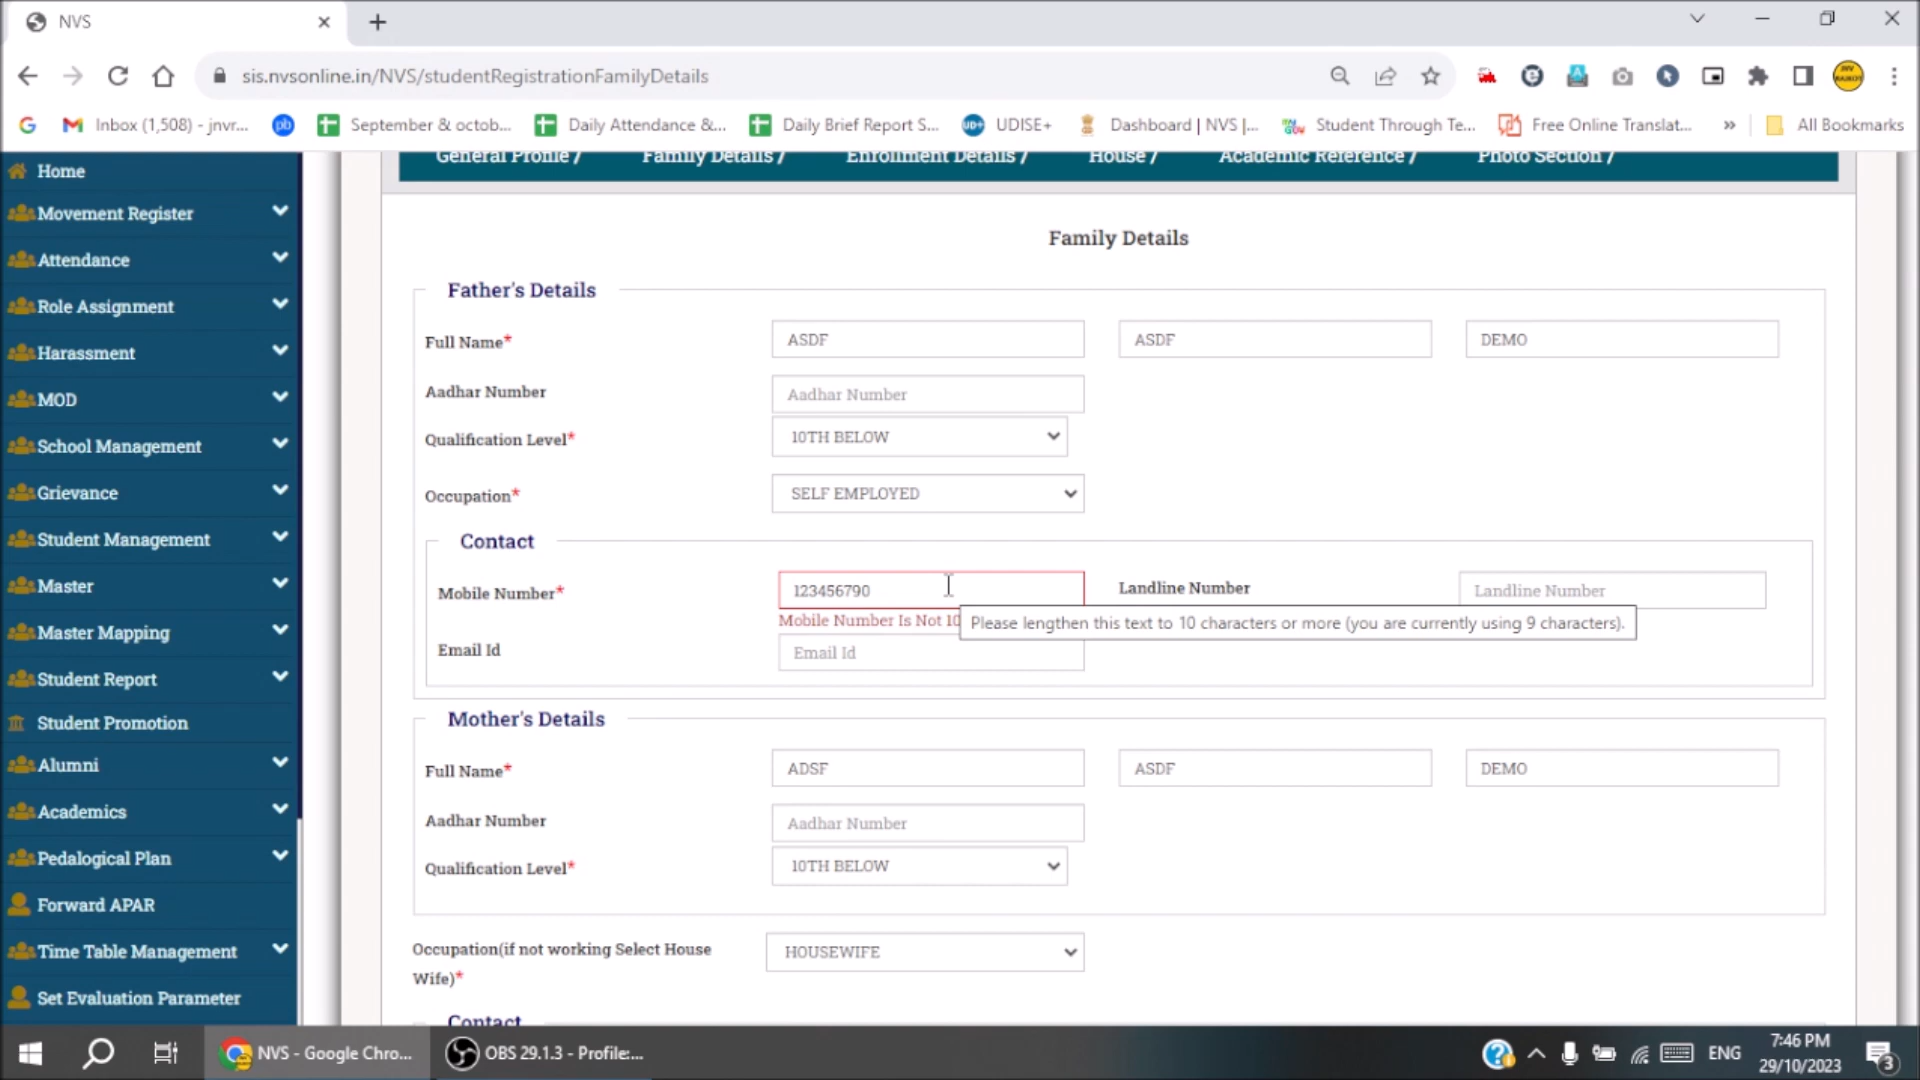 NVS
sis.nvsonline.in/NVS/studentRegistrationFamilyDetails
Inbox (1,508) - jnvr...
pb
September & octob...
Daily Attendance &...
Daily Brief Report S...
UD+
UDISE+
Dashboard | NVS |...
Student Through Te...
Free Online Translat...
»
All Bookmarks
General Profile /
Family Details /
Enrollment Details /
House /
Academic Reference /
Photo Section /
Home
Movement Register
Attendance
Role Assignment
Harassment
MOD
School Management
Grievance
Student Management
Master
Master Mapping
Student Report
Student Promotion
Alumni
Academics
Pedalogical Plan
Forward APAR
Time Table Management
Set Evaluation Parameter
Family Details
Father's Details
Full Name*
ASDF
ASDF
DEMO
Aadhar Number
Aadhar Number
Qualification Level*
10TH BELOW
Occupation*
SELF EMPLOYED
Contact
Mobile Number*
123456790
Landline Number
Landline Number
Mobile Number Is Not 10
Please lengthen this text to 10 characters or more (you are currently using 9 characters).
Email Id
Email Id
Mother's Details
Full Name*
ADSF
ASDF
DEMO
Aadhar Number
Aadhar Number
Qualification Level*
10TH BELOW
Occupation(if not working Select House
Wife)*
HOUSEWIFE
Contact
NVS - Google Chro...
OBS 29.1.3 - Profile:...
ENG
7:46 PM
29/10/2023
3